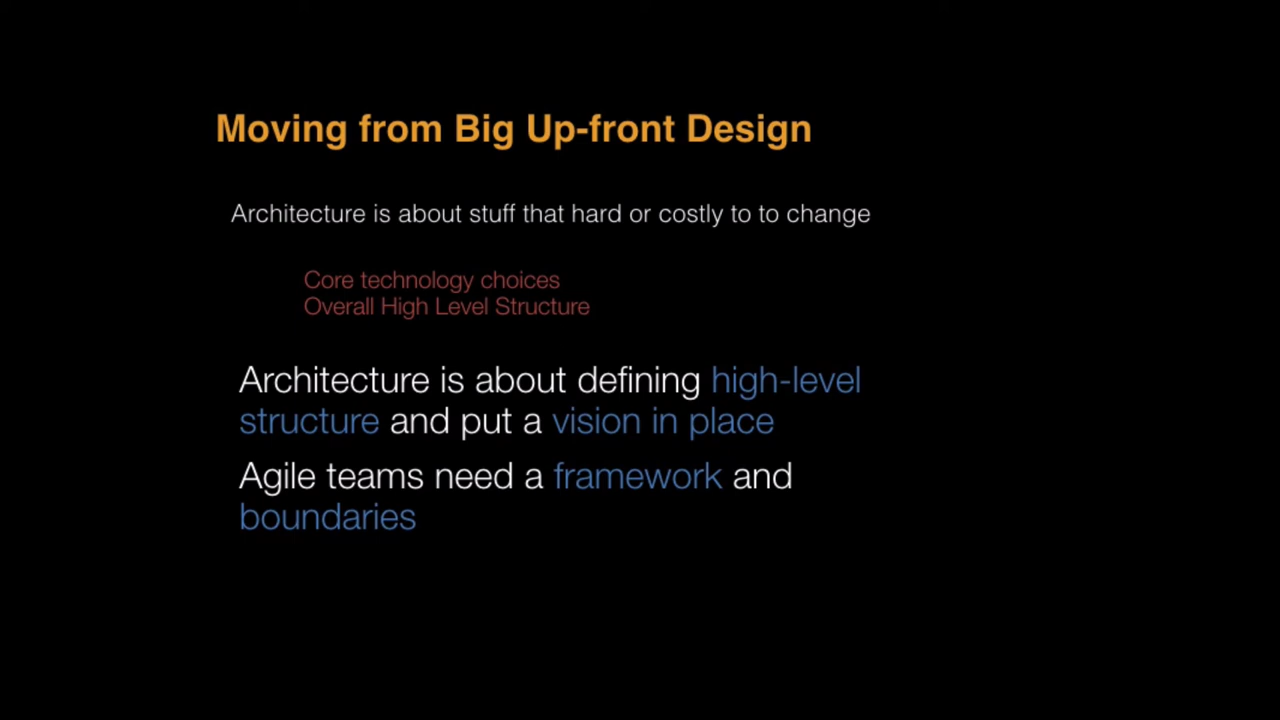 Moving from Big Up-front Design
Architecture is about stuff that hard or costly to to change
Core technology choices
Overall High Level Structure
Architecture is about defining high-level
structure and put a vision in place
Agile teams need a framework and
boundaries